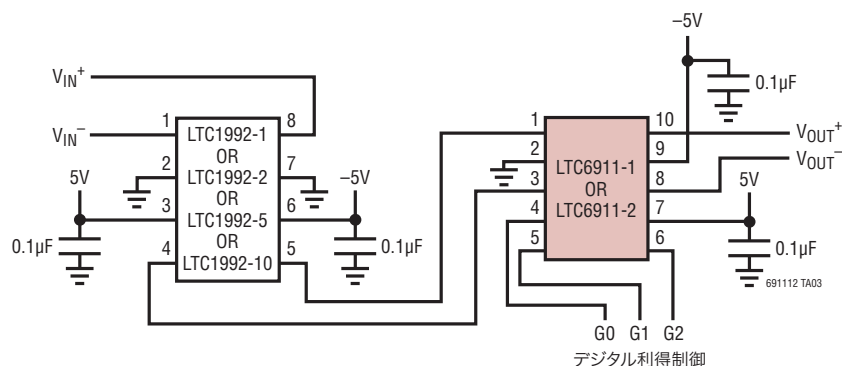 –5V
VIN+
0.1µF
1
LTC1992-1
8
1
10
VOUT+
VIN–
OR
2
LTC6911-1
9
VOUT–
2
LTC1992-2
7
OR
3
LTC6911-2
8
5V
OR
–5V
5V
3
LTC1992-5
6
4
7
0.1µF
OR
0.1µF
5
6
0.1µF
4
LTC1992-10
5
691112 TA03
G0 G1 G2
デジタル利得制御